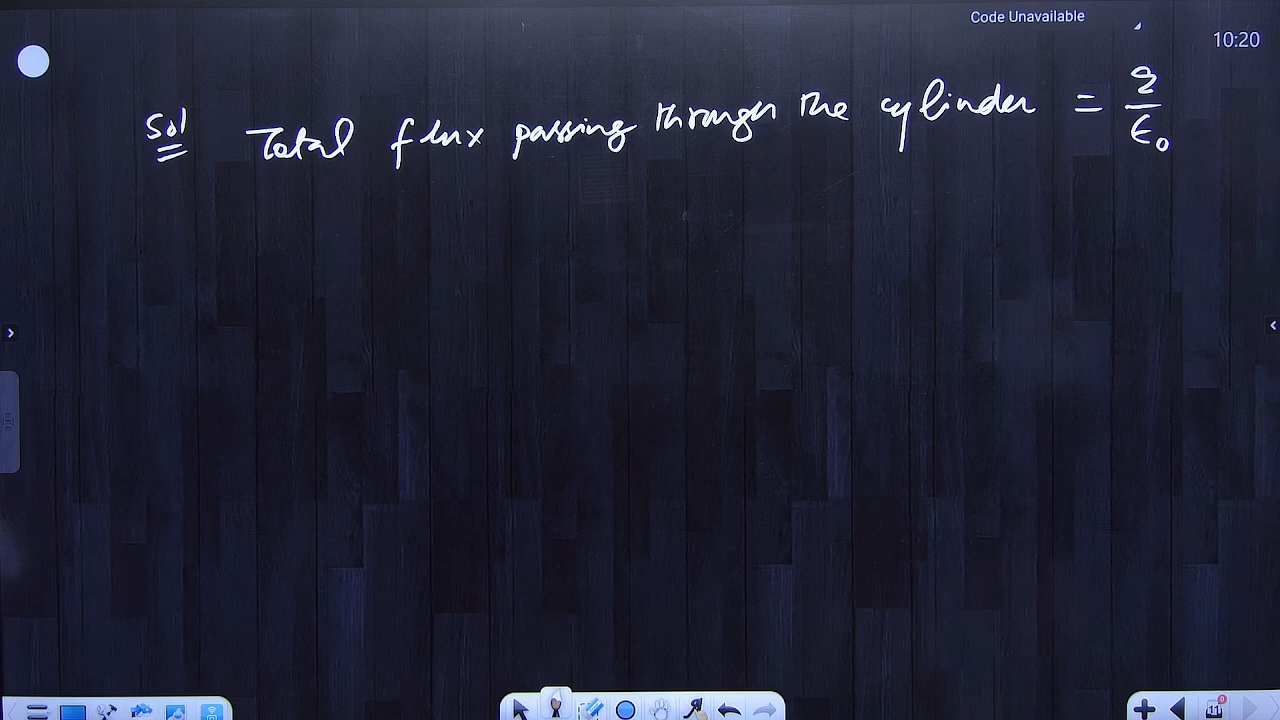 Code Unavailable
10:20
Sol Total flux passing through the cylinder = q/ϵ₀